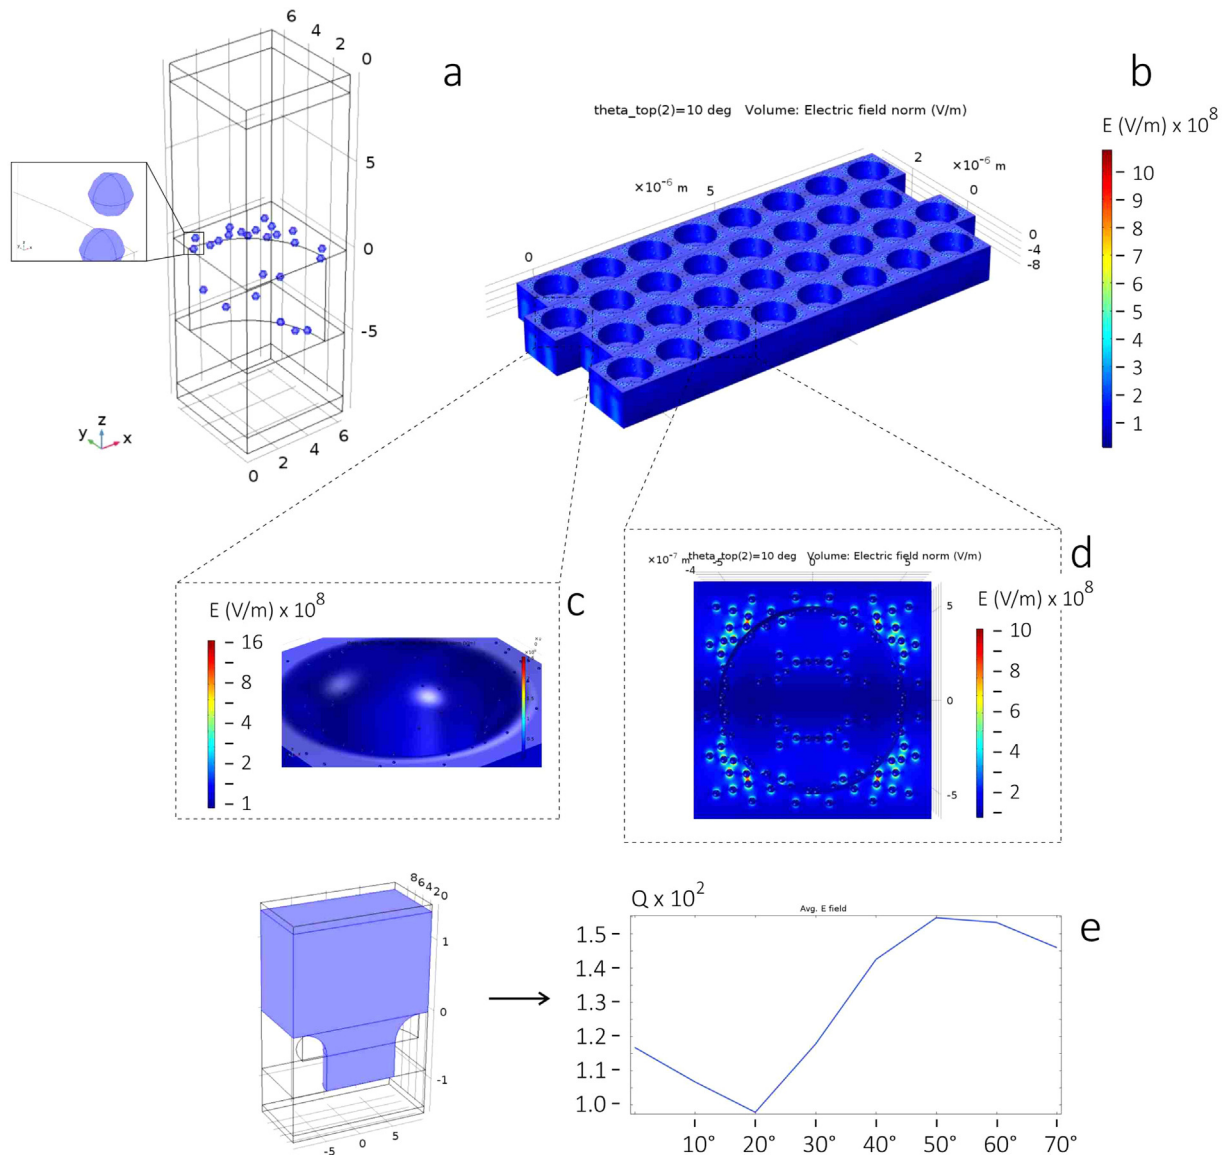 a
6
4
2
0
5
0
-5
0
2
4
6
z
y
x
b
theta_top(2)=10 deg   Volume: Electric field norm (V/m)
×10⁻⁶ m
5
0
2
×10⁻⁶ m
0
0
-4
-8
E (V/m) x 10⁸
10
9
8
7
6
5
4
3
2
1
c
E (V/m) x 10⁸
16
8
4
2
1
d
×10⁻⁷ m
theta_top(2)=10 deg   Volume: Electric field norm (V/m)
-4
-5
0
5
5
0
-5
E (V/m) x 10⁸
10
8
6
4
2
8 6 4 2 0
1
0
-1
-5
0
5
e
Q x 10²
Avg. E field
1.5
1.4
1.3
1.2
1.1
1.0
10° 20° 30° 40° 50° 60° 70°